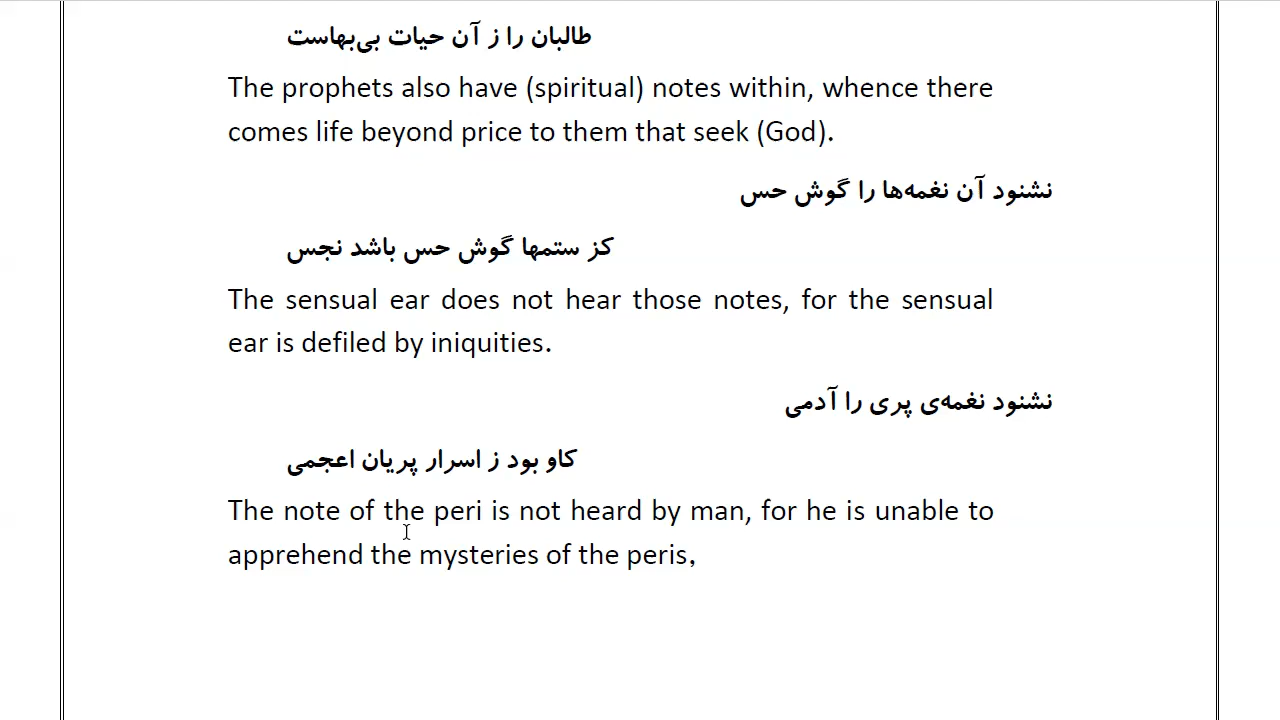 طالبان را ز آن حیات بی‌بهاست
The prophets also have (spiritual) notes within, whence there
comes life beyond price to them that seek (God).
نشنود آن نغمه‌ها را گوش حس
کز ستمها گوش حس باشد نجس
The sensual ear does not hear those notes, for the sensual
ear is defiled by iniquities.
نشنود نغمه‌ی پری را آدمی
کاو بود ز اسرار پریان اعجمی
The note of the peri is not heard by man, for he is unable to
apprehend the mysteries of the peris,